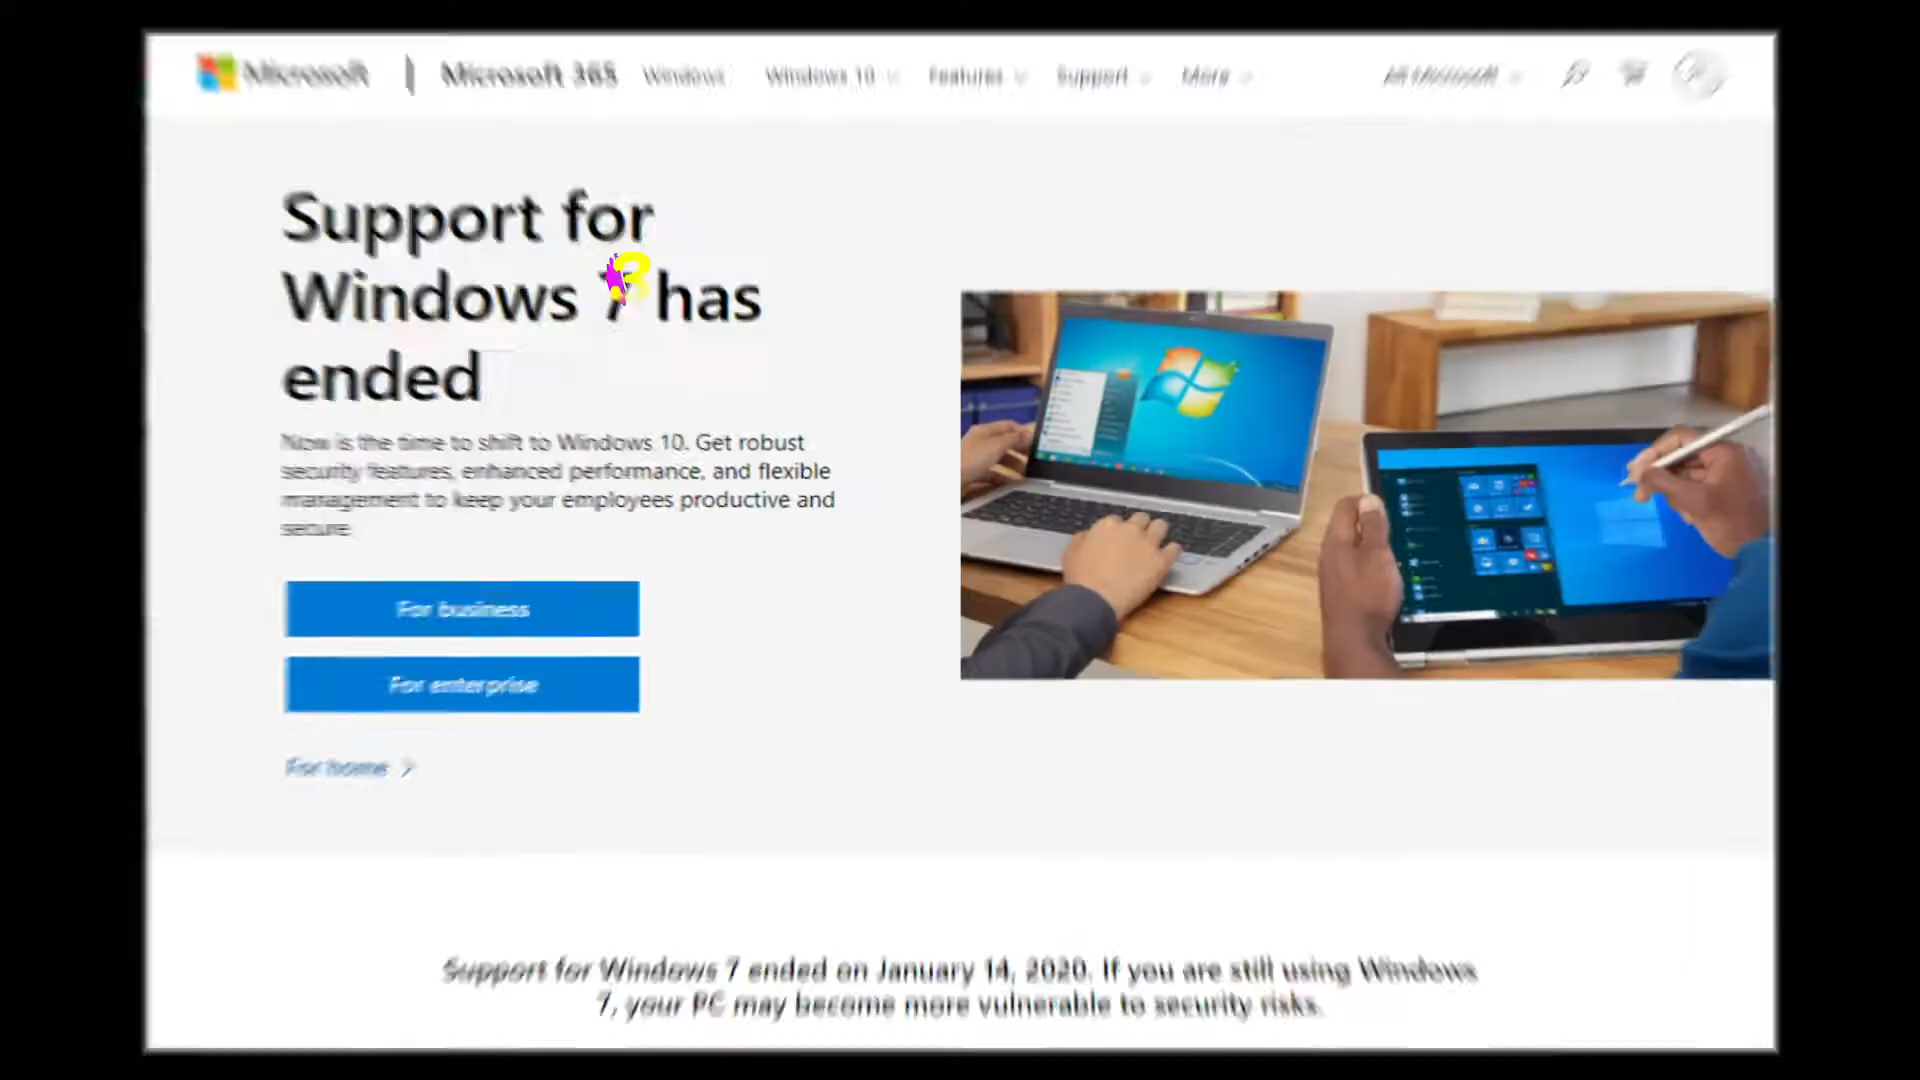 Microsoft | Microsoft 365 Windows Windows 10 Features Support More All Microsoft
Support for
Windows 7 has
ended
Now is the time to shift to Windows 10. Get robust
security features, enhanced performance, and flexible
management to keep your employees productive and
secure
For business
For enterprise
For home >
Support for Windows 7 ended on January 14, 2020. If you are still using Windows
7, your PC may become more vulnerable to security risks.